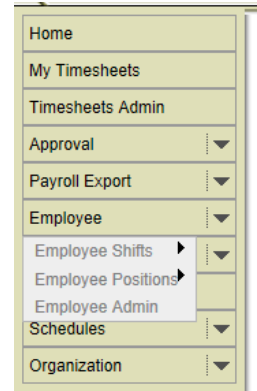 Home
My Timesheets
Timesheets Admin
Approval
Payroll Export
Employee
Employee Shifts
Employee Positions
Employee Admin
Schedules
Organization